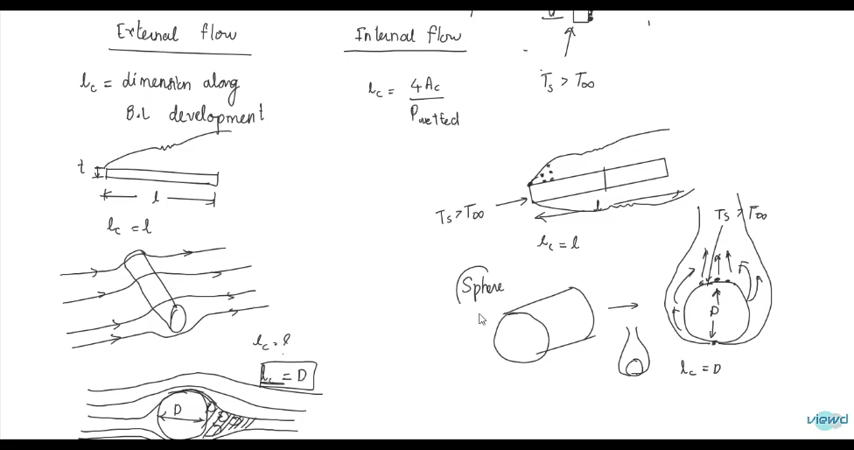 External flow
Internal flow
Ts > T∞
lc = dimension along
B.L development
lc = 4Ac
Pwetted
t
l
lc = l
Ts > T∞
l
lc = l
Ts > T∞
Sphere
D
lc = D
lc = l
lc = D
D
viewd